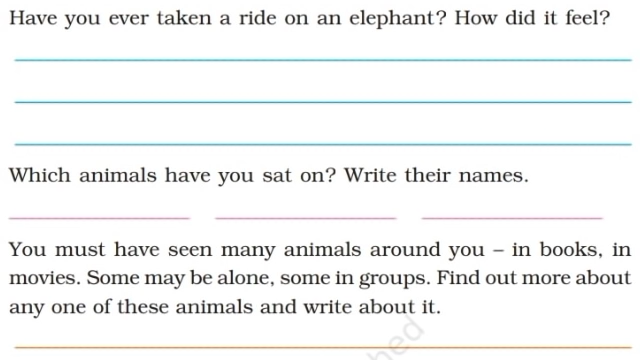 Have you ever taken a ride on an elephant? How did it feel?
Which animals have you sat on? Write their names.
You must have seen many animals around you – in books, in
movies. Some may be alone, some in groups. Find out more about
any one of these animals and write about it.